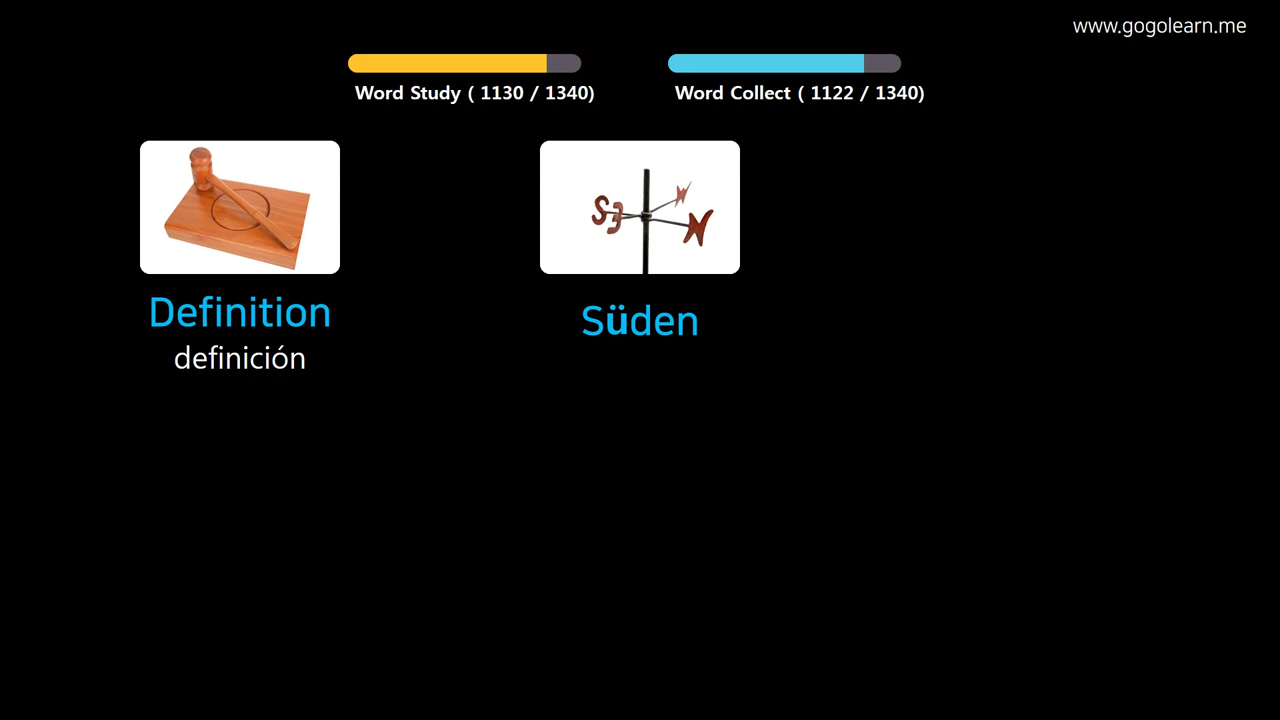 www.gogolearn.me
Word Study ( 1130 / 1340)
Word Collect ( 1122 / 1340)
Definition
definición
Süden